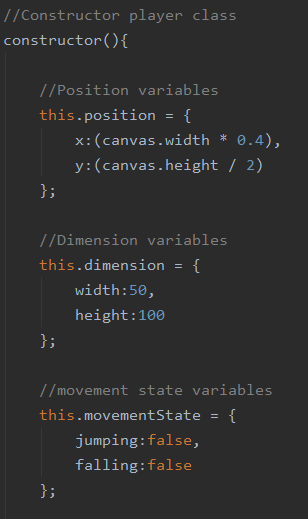 //Constructor player class
constructor(){
//Position variables
this.position = {
x:(canvas.width * 0.4),
y:(canvas.height / 2)
};
//Dimension variables
this.dimension = {
width:50,
height:100
};
//movement state variables
this.movementState = {
jumping:false,
falling:false
};